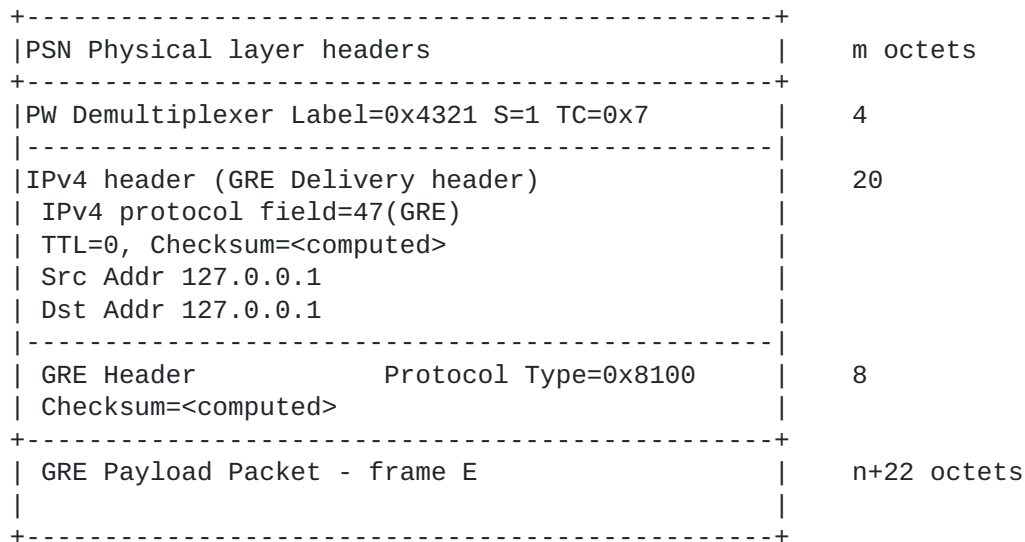 +------------------------------------------------+
|PSN Physical layer headers                      |    m octets
+------------------------------------------------+
|PW Demultiplexer Label=0x4321 S=1 TC=0x7        |    4
|------------------------------------------------|
|IPv4 header (GRE Delivery header)               |    20
| IPv4 protocol field=47(GRE)                    |
| TTL=0, Checksum=<computed>                     |
| Src Addr 127.0.0.1                             |
| Dst Addr 127.0.0.1                             |
|------------------------------------------------|
| GRE Header            Protocol Type=0x8100     |    8
| Checksum=<computed>                            |
+------------------------------------------------+
| GRE Payload Packet - frame E                   |    n+22 octets
|                                                |
+------------------------------------------------+